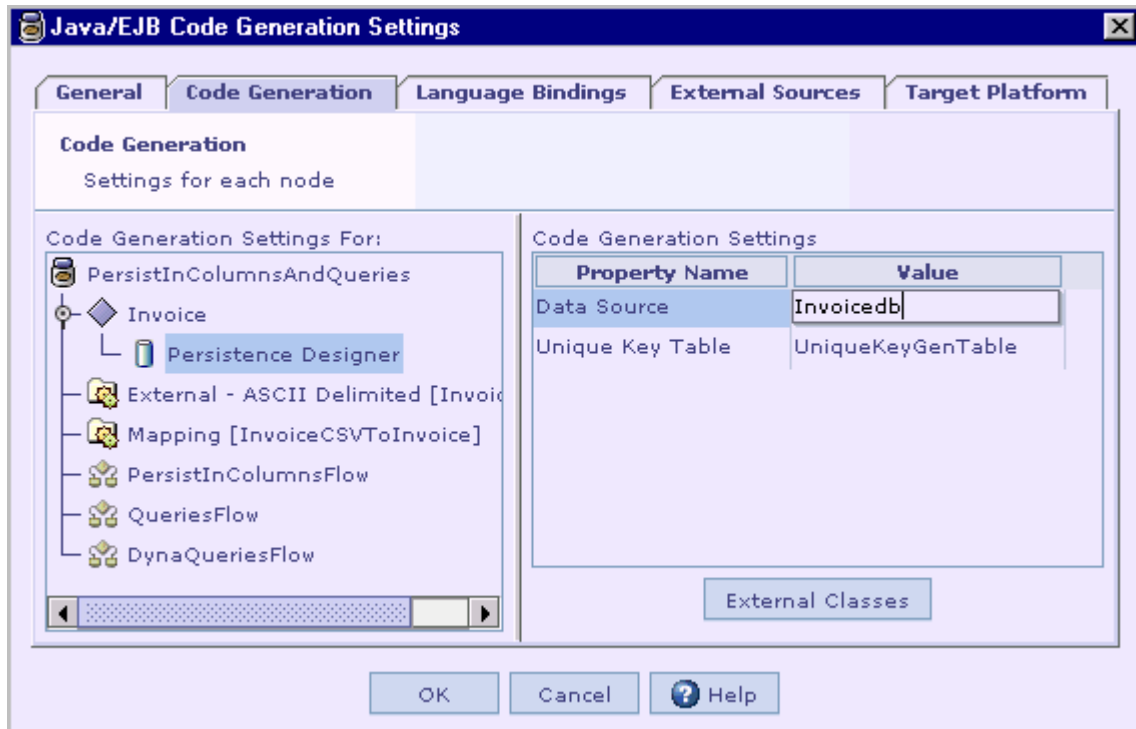 Java/EJB Code Generation Settings
General Code Generation Language Bindings External Sources Target Platform
Code Generation
Settings for each node
Code Generation Settings For:
PersistInColumnsAndQueries
Invoice
Persistence Designer
External - ASCII Delimited [Invoic
Mapping [InvoiceCSVToInvoice]
PersistInColumnsFlow
QueriesFlow
DynaQueriesFlow
Code Generation Settings
Property Name Value
Data Source Invoicedb
Unique Key Table UniqueKeyGenTable
External Classes
OK Cancel ? Help